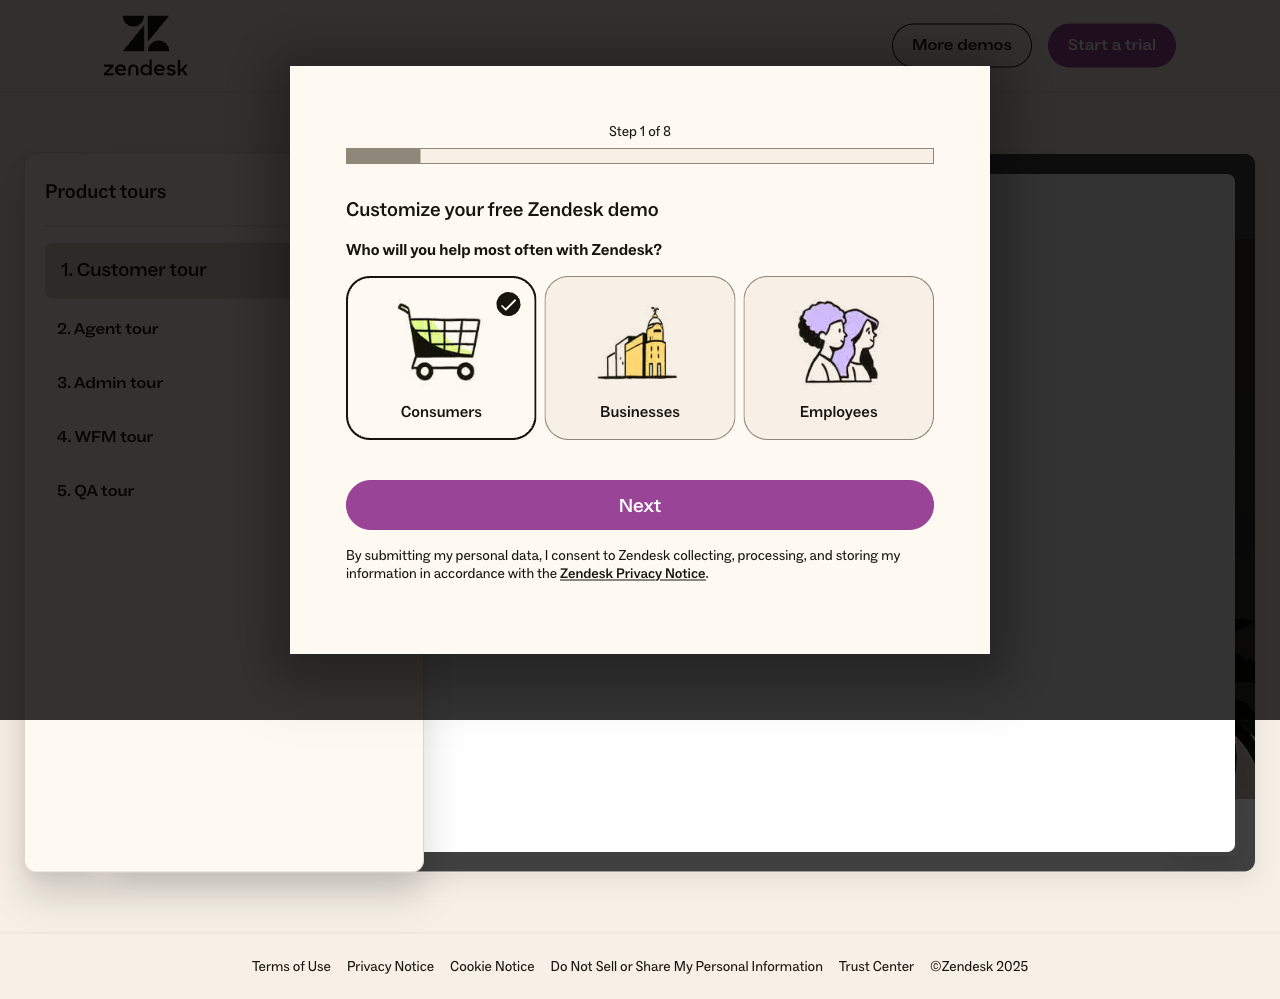 zendesk
More demos
Start a trial
Step 1 of 8
Product tours
1. Customer tour
2. Agent tour
3. Admin tour
4. WFM tour
5. QA tour
Customize your free Zendesk demo
Who will you help most often with Zendesk?
Consumers
Businesses
Employees
Next
By submitting my personal data, I consent to Zendesk collecting, processing, and storing my
information in accordance with the Zendesk Privacy Notice.
Terms of Use
Privacy Notice
Cookie Notice
Do Not Sell or Share My Personal Information
Trust Center
©Zendesk 2025